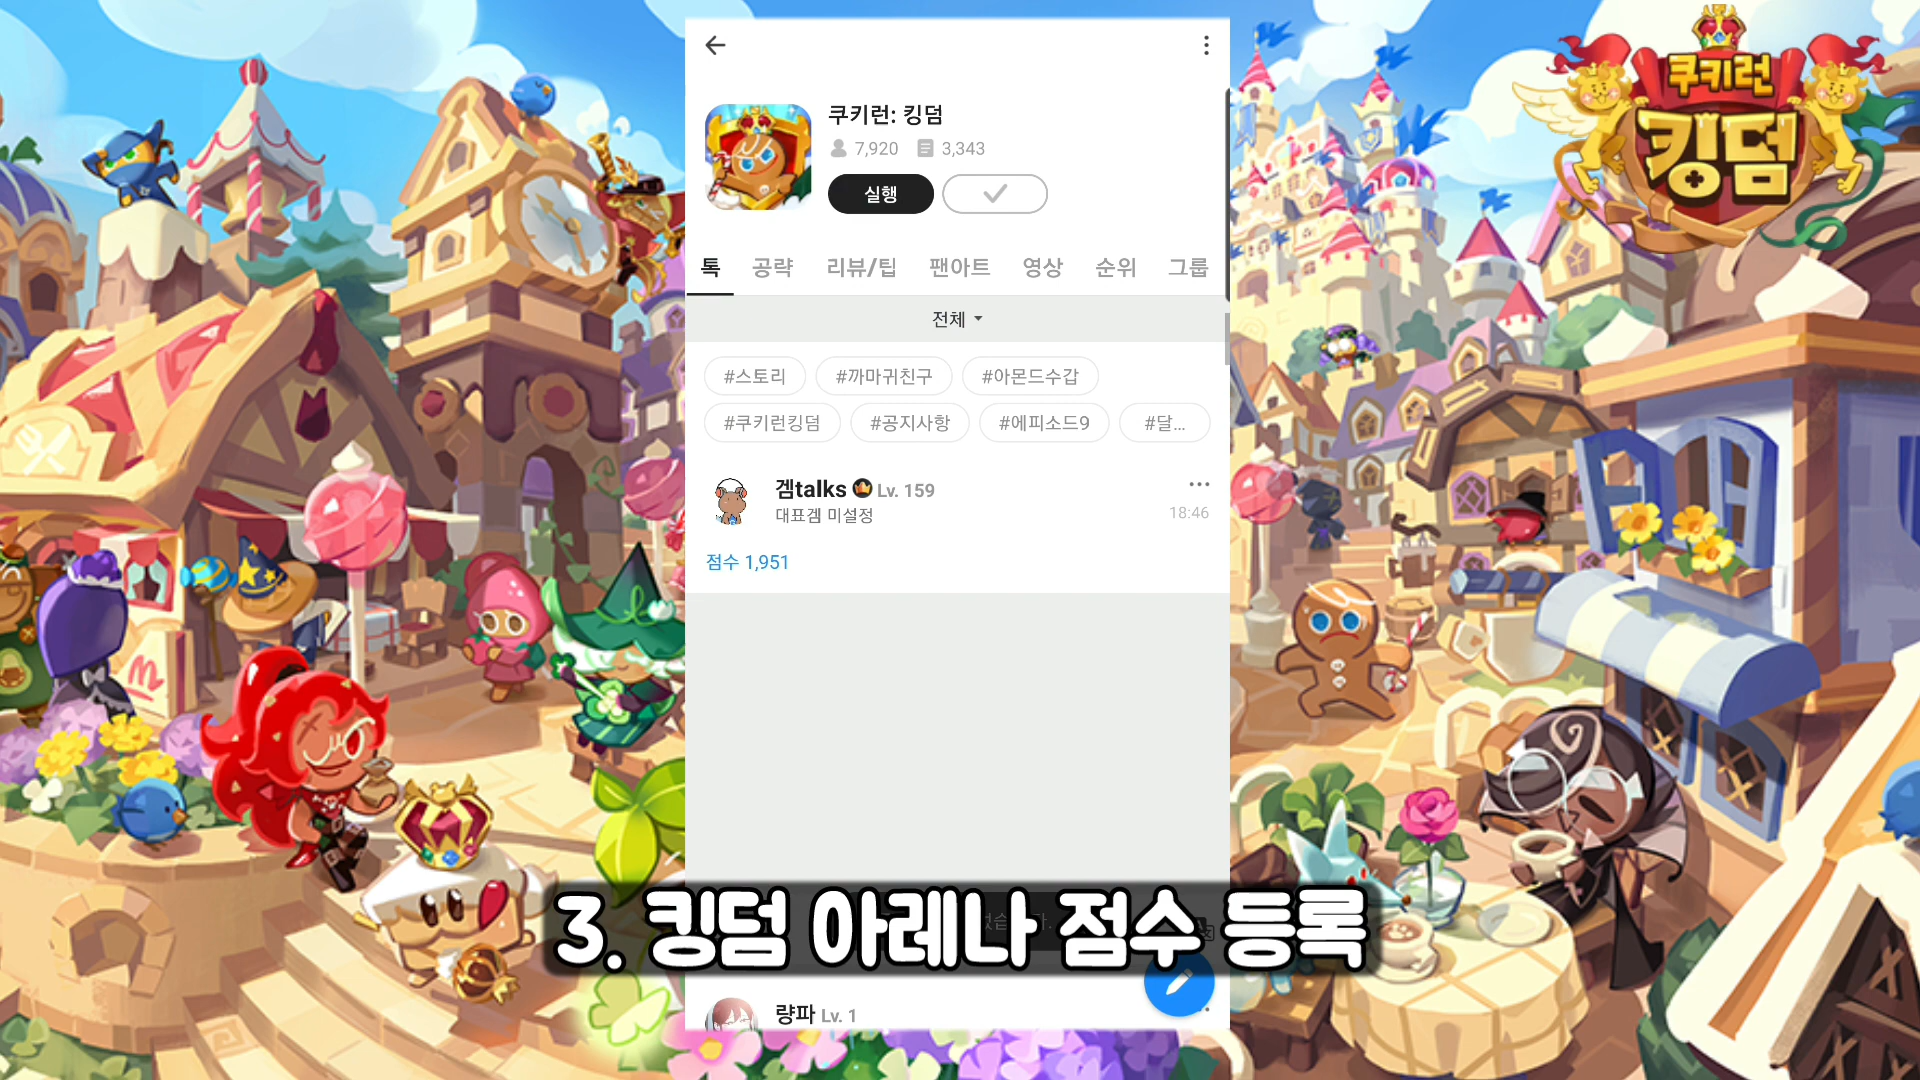 쿠키런
킹덤
쿠키런: 킹덤
7,920 3,343
실행
톡 공략 리뷰/팁 팬아트 영상 순위 그룹
전체
#스토리 #까마귀친구 #아몬드수갑
#쿠키런킹덤 #공지사항 #에피소드9 #달...
겜talks Lv. 159
대표겜 미설정
18:46
점수 1,951
3. 킹덤 아레나 점수 등록
량파 Lv. 1